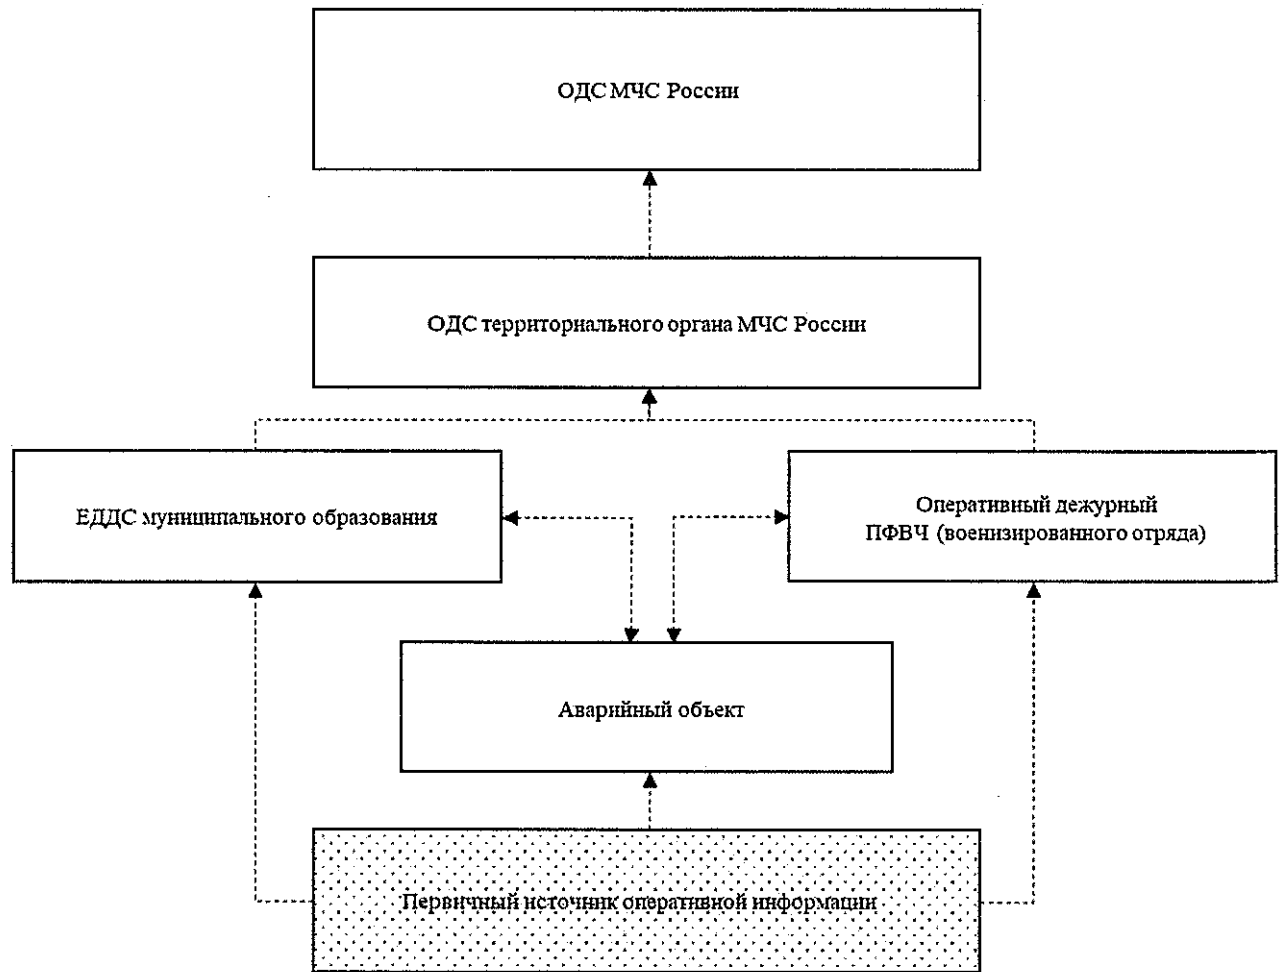 ОДС МЧС России
ОДС территориального органа МЧС России
ЕДДС муниципального образования
Оперативный дежурный
ПФВЧ (военизированного отряда)
Аварийный объект
Первичный источник оперативной информации